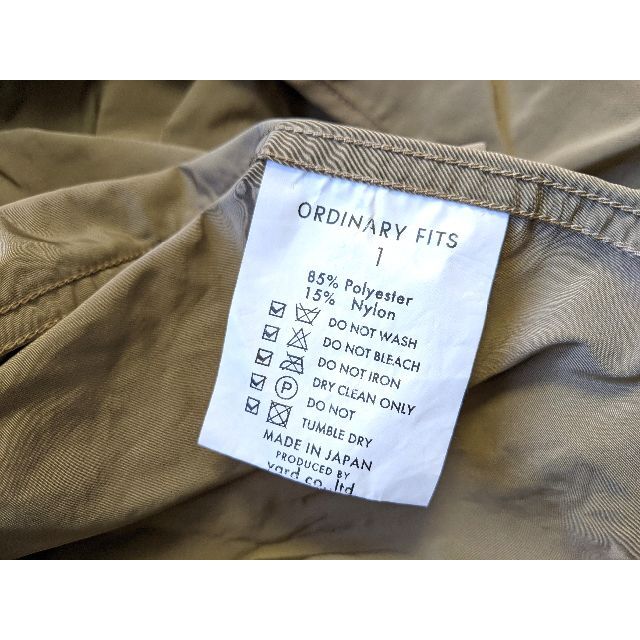 ORDINARY FITS
1
85% Polyester
15% Nylon
DO NOT WASH
DO NOT BLEACH
DO NOT IRON
P DRY CLEAN ONLY
DO NOT
TUMBLE DRY
MADE IN JAPAN
PRODUCED BY
yard co., ltd